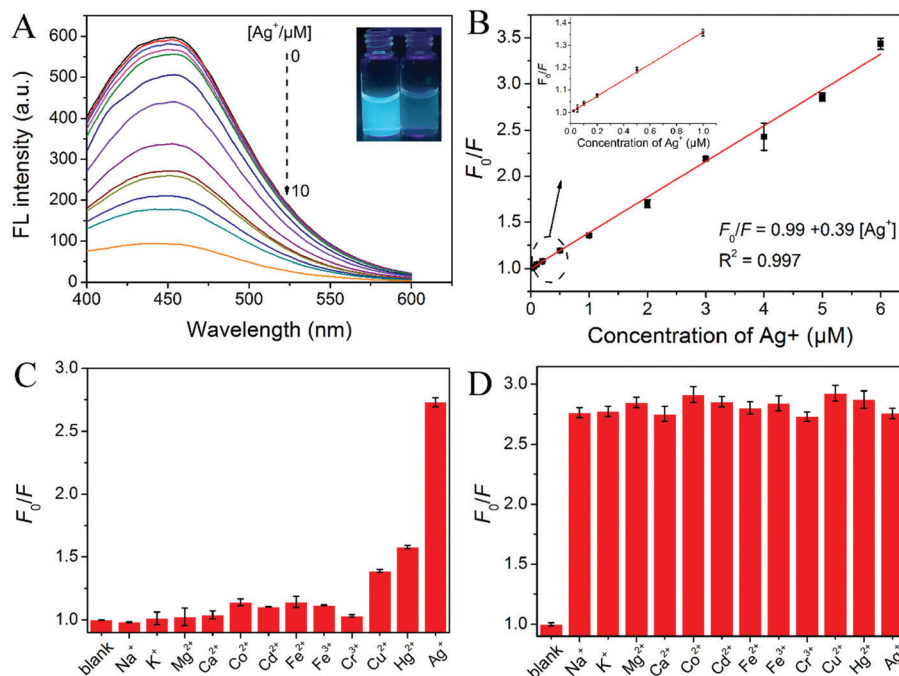 A
600
500
400
300
200
100
0
FL intensity (a.u.)
400 450 500 550 600
Wavelength (nm)
[Ag⁺/μM]
0
10
B
3.5
3.0
2.5
2.0
1.5
1.0
F₀/F
0 1 2 3 4 5 6
Concentration of Ag+ (μM)
1.4
1.3
1.2
1.1
1.0
F₀/F
0.0 0.2 0.4 0.6 0.8 1.0
Concentration of Ag⁺ (μM)
F₀/F = 0.99 +0.39 [Ag⁺]
R² = 0.997
C
3.0
2.5
2.0
1.5
1.0
F₀/F
blank Na⁺ K⁺ Mg²⁺ Ca²⁺ Co²⁺ Cd²⁺ Fe²⁺ Fe³⁺ Cr³⁺ Cu²⁺ Hg²⁺ Ag⁺
D
3.0
2.5
2.0
1.5
1.0
F₀/F
blank Na⁺ K⁺ Mg²⁺ Ca²⁺ Co²⁺ Cd²⁺ Fe²⁺ Fe³⁺ Cr³⁺ Cu²⁺ Hg²⁺ Ag⁺